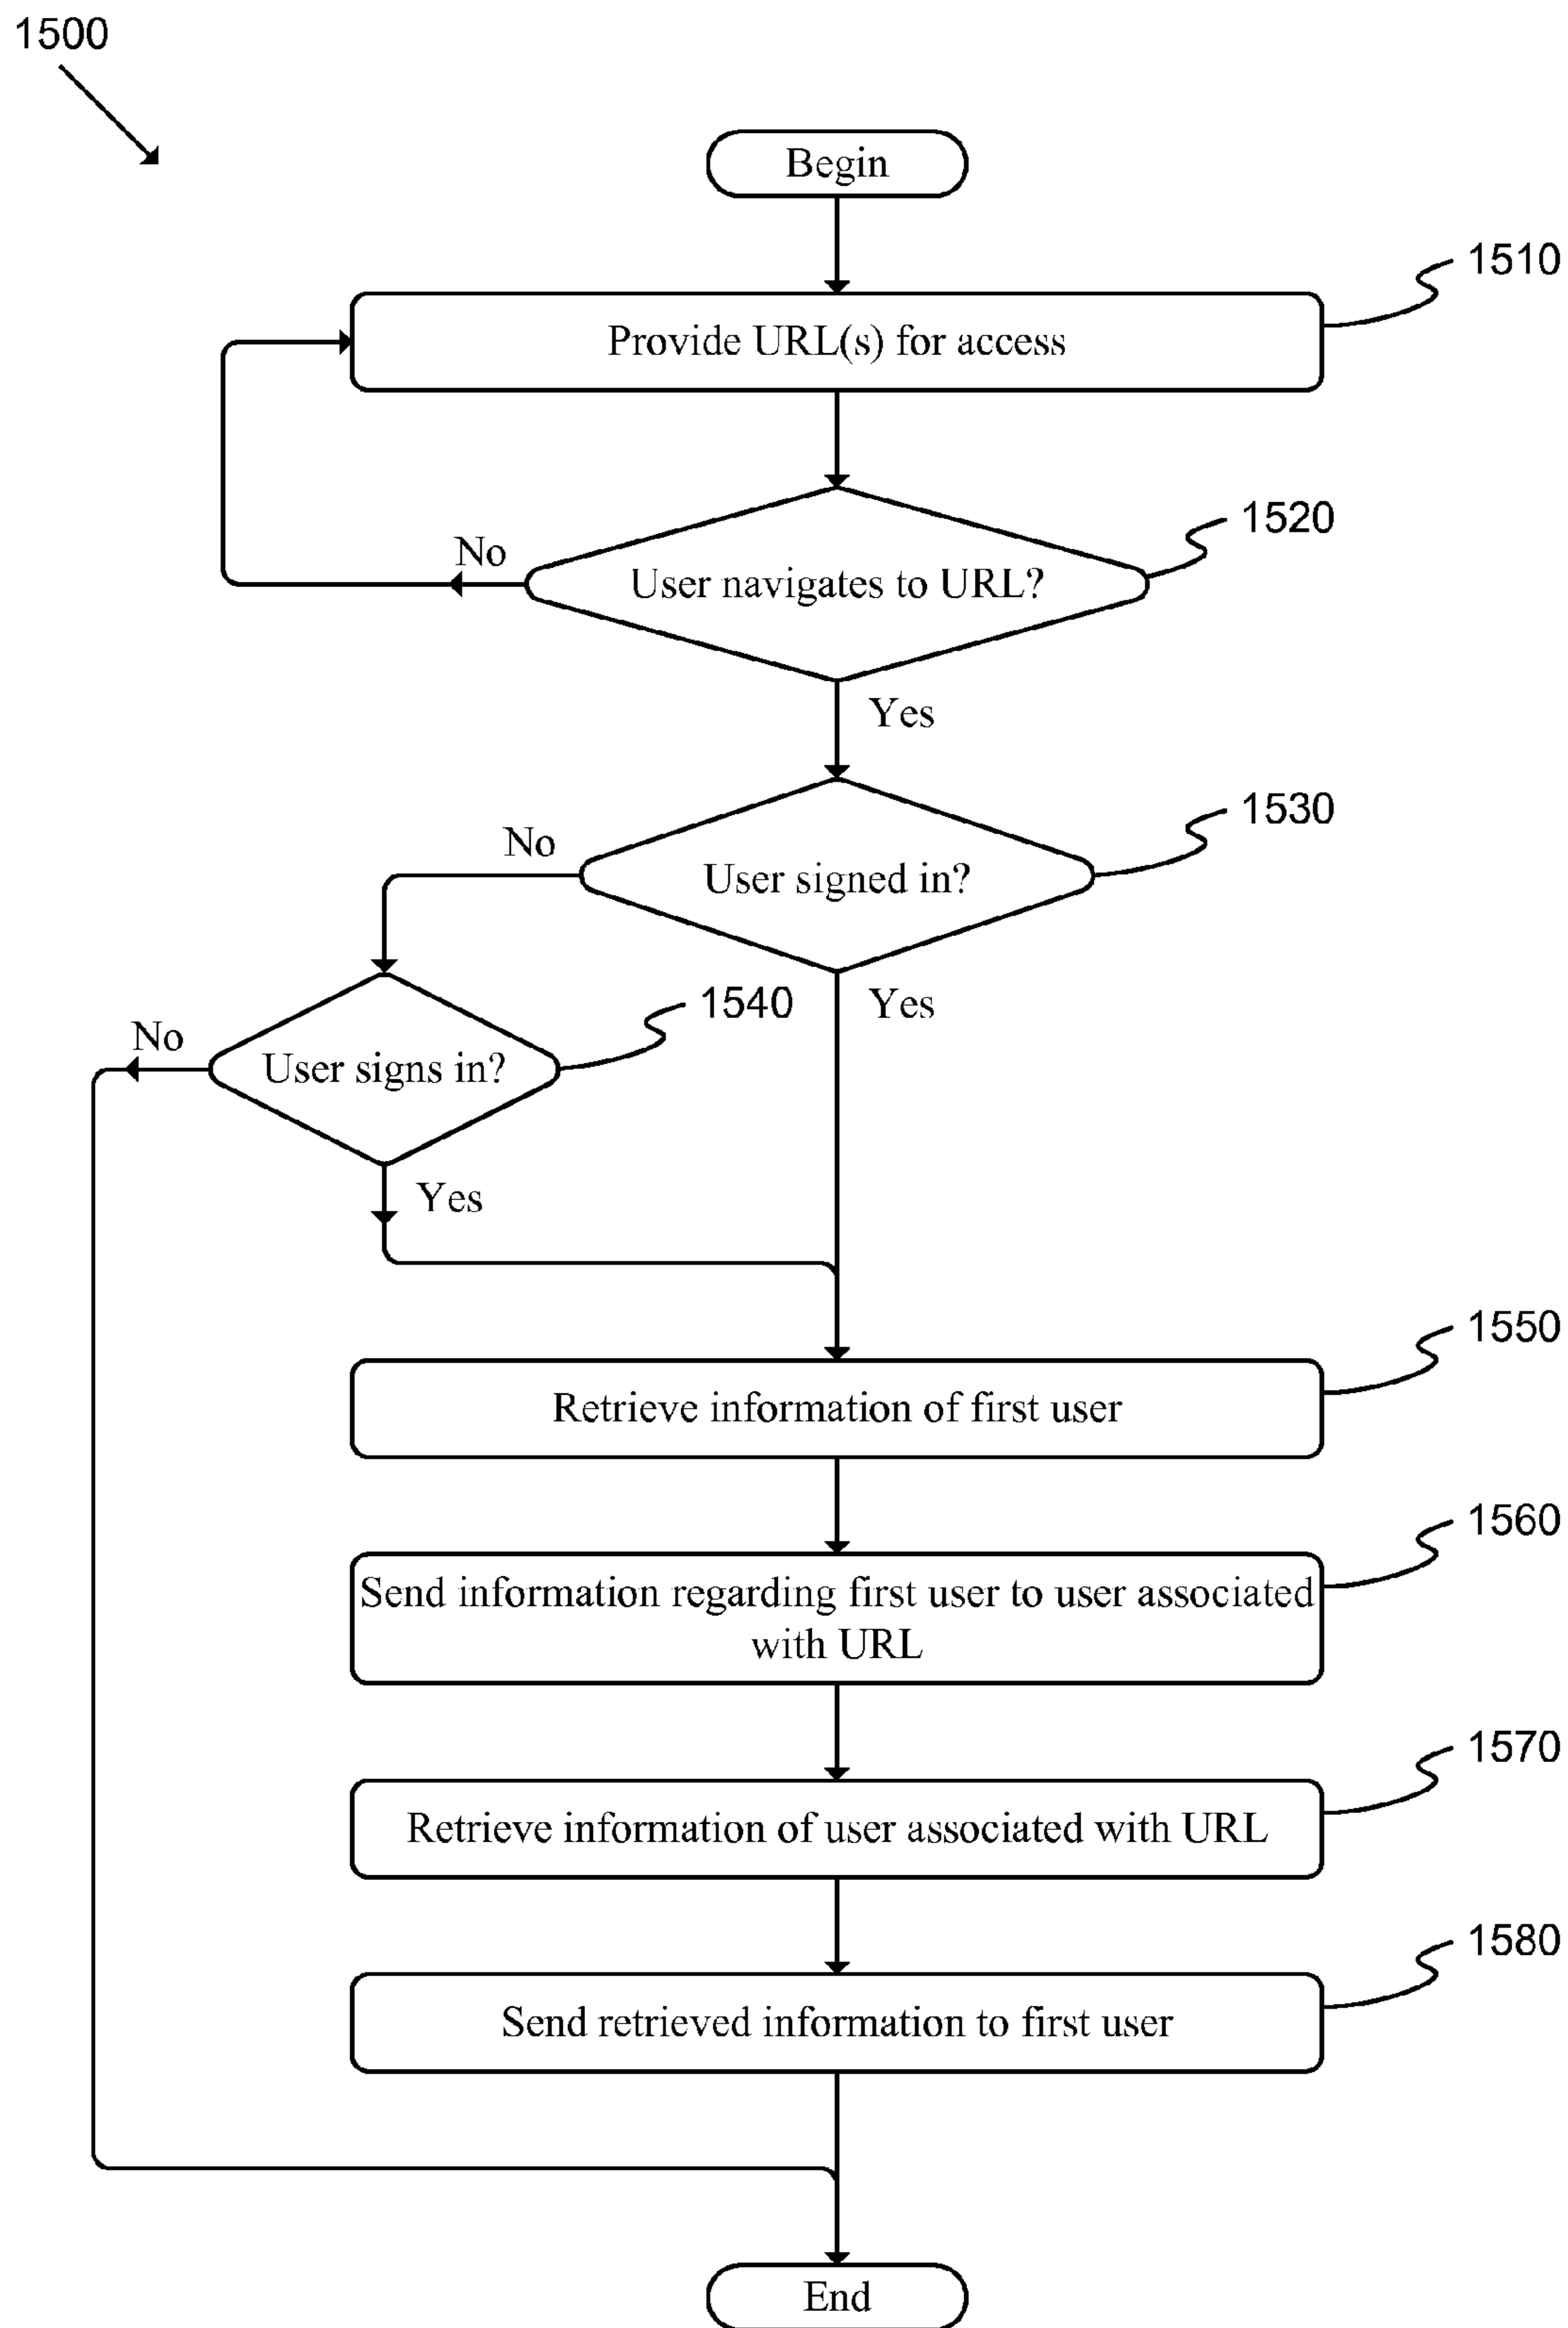 1500
Begin
1510
Provide URL(s) for access
1520
No
User navigates to URL?
Yes
1530
No
User signed in?
Yes
1540
No
User signs in?
Yes
1550
Retrieve information of first user
1560
Send information regarding first user to user associated
with URL
1570
Retrieve information of user associated with URL
1580
Send retrieved information to first user
End